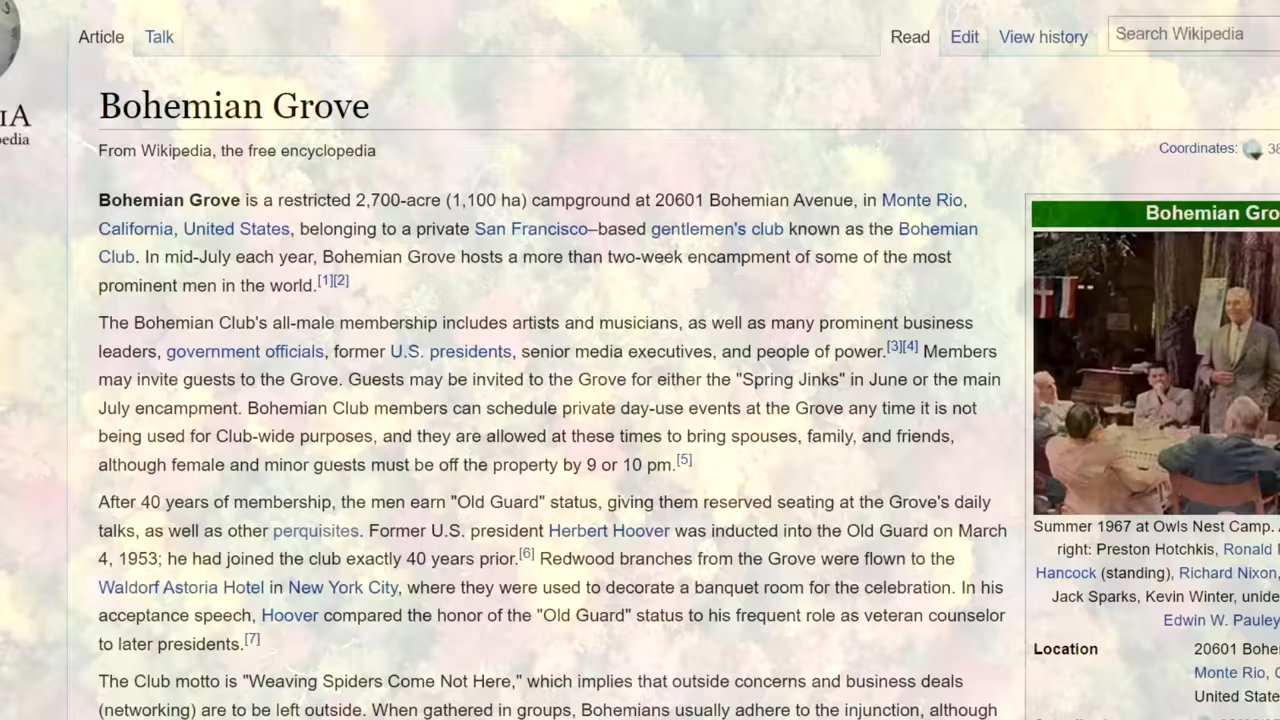 Article Talk Read Edit View history Search Wikipedia
IA
pedia
Bohemian Grove
From Wikipedia, the free encyclopedia
Coordinates: 38
Bohemian Grove is a restricted 2,700-acre (1,100 ha) campground at 20601 Bohemian Avenue, in Monte Rio,
California, United States, belonging to a private San Francisco–based gentlemen's club known as the Bohemian
Club. In mid-July each year, Bohemian Grove hosts a more than two-week encampment of some of the most
prominent men in the world.[1][2]
The Bohemian Club's all-male membership includes artists and musicians, as well as many prominent business
leaders, government officials, former U.S. presidents, senior media executives, and people of power.[3][4] Members
may invite guests to the Grove. Guests may be invited to the Grove for either the "Spring Jinks" in June or the main
July encampment. Bohemian Club members can schedule private day-use events at the Grove any time it is not
being used for Club-wide purposes, and they are allowed at these times to bring spouses, family, and friends,
although female and minor guests must be off the property by 9 or 10 pm.[5]
After 40 years of membership, the men earn "Old Guard" status, giving them reserved seating at the Grove's daily
talks, as well as other perquisites. Former U.S. president Herbert Hoover was inducted into the Old Guard on March
4, 1953; he had joined the club exactly 40 years prior.[6] Redwood branches from the Grove were flown to the
Waldorf Astoria Hotel in New York City, where they were used to decorate a banquet room for the celebration. In his
acceptance speech, Hoover compared the honor of the "Old Guard" status to his frequent role as veteran counselor
to later presidents.[7]
The Club motto is "Weaving Spiders Come Not Here," which implies that outside concerns and business deals
(networking) are to be left outside. When gathered in groups, Bohemians usually adhere to the injunction, although
Bohemian Gro
Summer 1967 at Owls Nest Camp.
right: Preston Hotchkis, Ronald
Hancock (standing), Richard Nixon,
Jack Sparks, Kevin Winter, unide
Edwin W. Pauley
Location 20601 Bohe
Monte Rio, C
United State